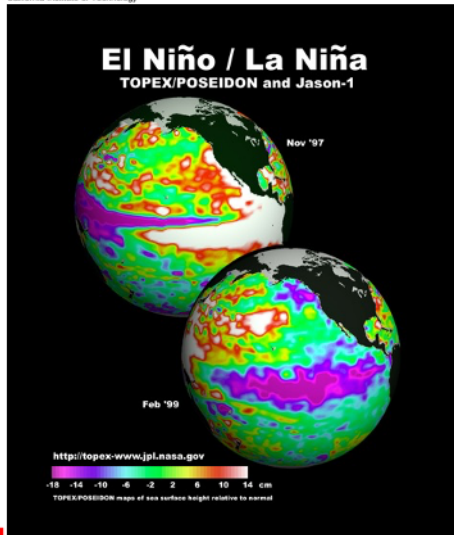 El Niño / La Niña
TOPEX/POSEIDON and Jason-1
Nov '97
Feb '99
http://topex-www.jpl.nasa.gov
-18 -14 -10 -6 -2 2 6 10 14 cm
TOPEX/POSEIDON maps of sea surface height relative to normal